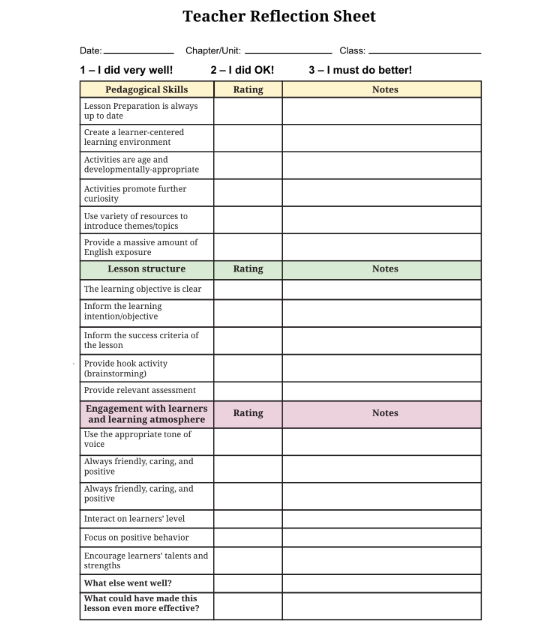 Teacher Reflection Sheet
Date: Chapter/Unit: Class:
1 – I did very well! 2 – I did OK! 3 – I must do better!
Pedagogical Skills Rating Notes
Lesson Preparation is always
up to date
Create a learner-centered
learning environment
Activities are age and
developmentally-appropriate
Activities promote further
curiosity
Use variety of resources to
introduce themes/topics
Provide a massive amount of
English exposure
Lesson structure Rating Notes
The learning objective is clear
Inform the learning
intention/objective
Inform the success criteria of
the lesson
Provide hook activity
(brainstorming)
Provide relevant assessment
Engagement with learners
and learning atmosphere Rating Notes
Use the appropriate tone of
voice
Always friendly, caring, and
positive
Always friendly, caring, and
positive
Interact on learners' level
Focus on positive behavior
Encourage learners' talents and
strengths
What else went well?
What could have made this
lesson even more effective?